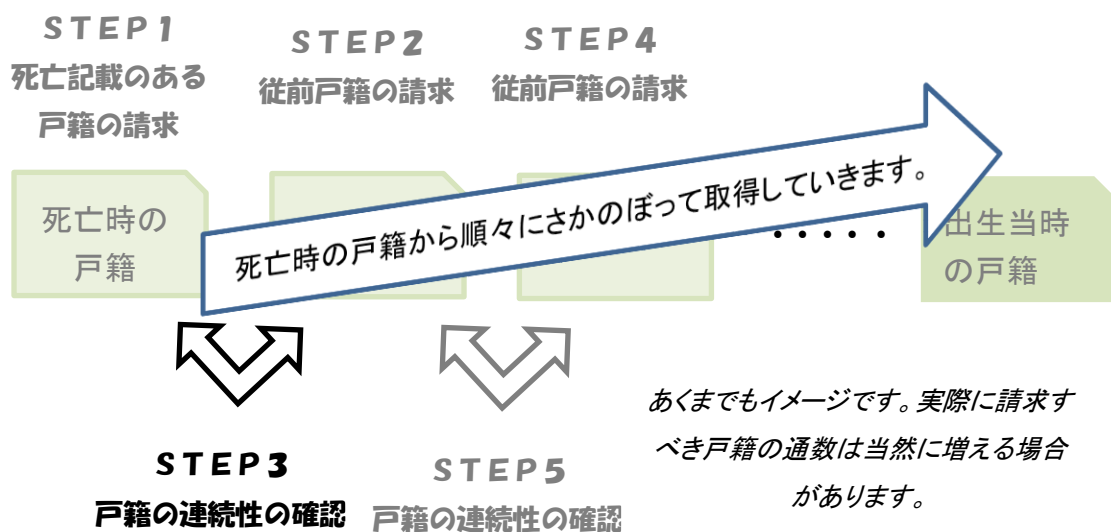 STEP1
死亡記載のある
戸籍の請求
STEP2
従前戸籍の請求
STEP4
従前戸籍の請求
死亡時の
戸籍
死亡時の戸籍から順々にさかのぼって取得していきます。
・・・・・
出生当時
の戸籍
STEP3
戸籍の連続性の確認
STEP5
戸籍の連続性の確認
あくまでもイメージです。実際に請求す
べき戸籍の通数は当然に増える場合
があります。